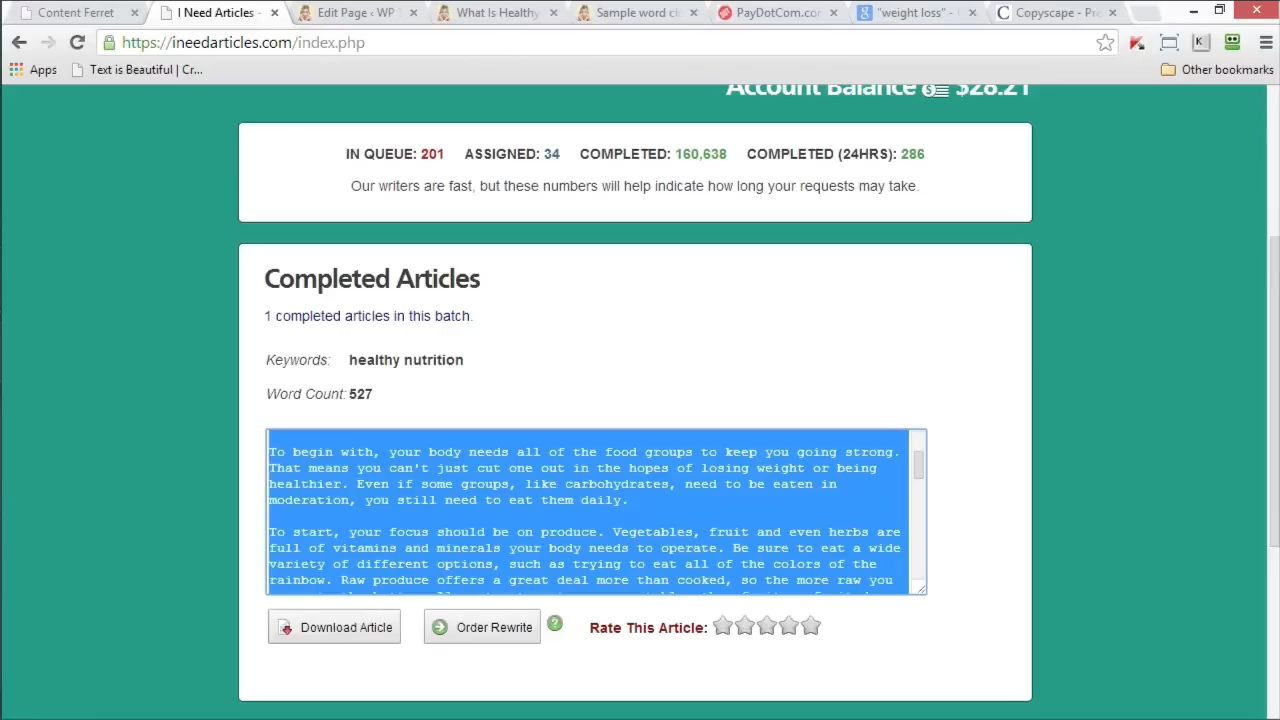 Content Ferret
I Need Articles -
Edit Page ‹ WP S
What Is Healthy
Sample word cl
PayDotCom.co
"weight loss" -
Copyscape - Pre
https://ineedarticles.com/index.php
Apps
Text is Beautiful | Cr...
Other bookmarks
Account Balance $28.21
IN QUEUE: 201 ASSIGNED: 34 COMPLETED: 160,638 COMPLETED (24HRS): 286
Our writers are fast, but these numbers will help indicate how long your requests may take.
Completed Articles
1 completed articles in this batch.
Keywords: healthy nutrition
Word Count: 527
To begin with, your body needs all of the food groups to keep you going strong.
That means you can't just cut one out in the hopes of losing weight or being
healthier. Even if some groups, like carbohydrates, need to be eaten in
moderation, you still need to eat them daily.
To start, your focus should be on produce. Vegetables, fruit and even herbs are
full of vitamins and minerals your body needs to operate. Be sure to eat a wide
variety of different options, such as trying to eat all of the colors of the
rainbow. Raw produce offers a great deal more than cooked, so the more raw you
Download Article
Order Rewrite
Rate This Article: